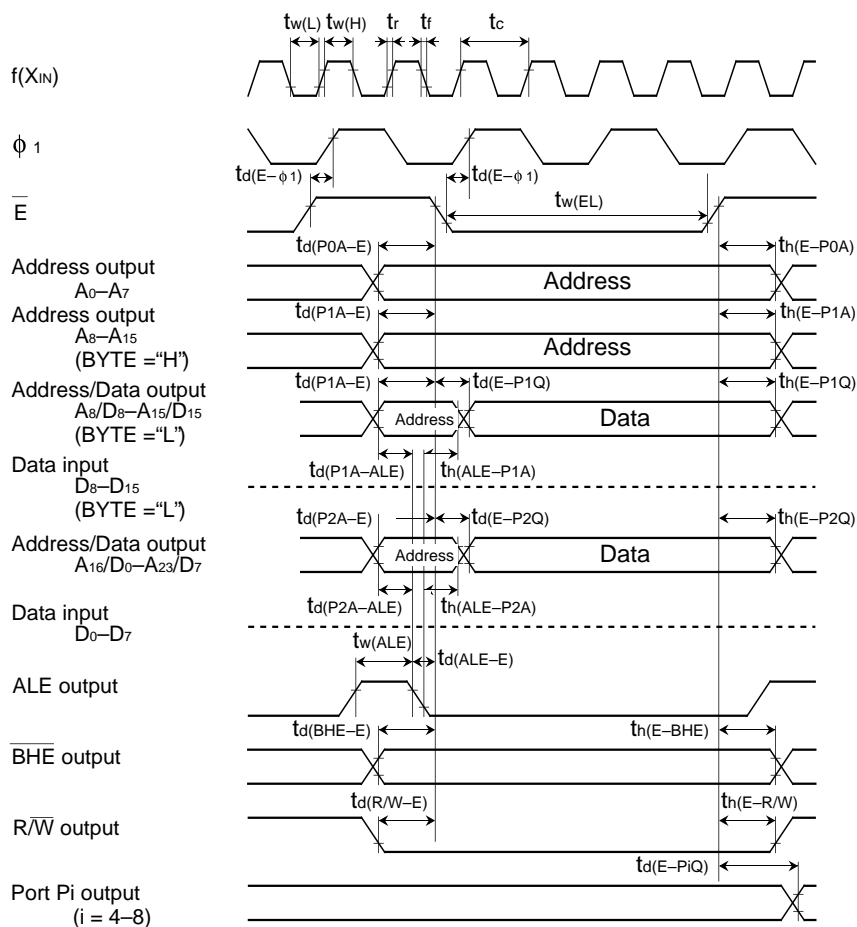 tw(L) tw(H) tr tf tc
f(XIN)
ϕ 1
td(E–ϕ1) td(E–ϕ1)
E tw(EL)
td(P0A–E) th(E–P0A)
Address output
A0–A7
Address
td(P1A–E) th(E–P1A)
Address output
A8–A15
(BYTE =“H”)
Address
td(P1A–E) td(E–P1Q) th(E–P1Q)
Address/Data output
A8/D8–A15/D15
(BYTE =“L”)
Address Data
td(P1A–ALE) th(ALE–P1A)
Data input
D8–D15
(BYTE =“L”)
td(P2A–E) td(E–P2Q) th(E–P2Q)
Address/Data output
A16/D0–A23/D7
Address Data
td(P2A–ALE) th(ALE–P2A)
Data input
D0–D7
tw(ALE) td(ALE–E)
ALE output
td(BHE–E) th(E–BHE)
BHE output
td(R/W–E) th(E–R/W)
R/W output
td(E–PiQ)
Port Pi output
(i = 4–8)